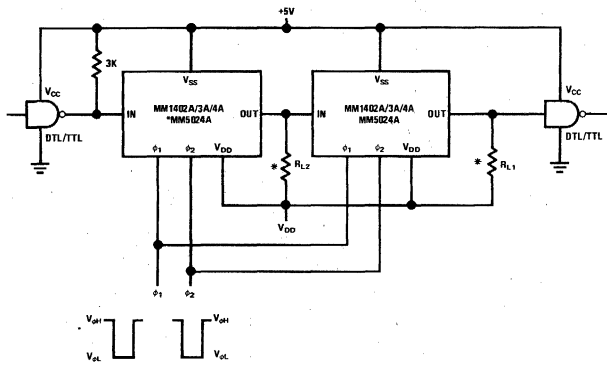 +5V
3K
VCC
VSS
VSS
VCC
MM1402A/3A/4A
*MM5024A
MM1402A/3A/4A
MM5024A
IN
OUT
IN
OUT
DTL/TTL
ϕ1
ϕ2
VDD
* RL2
ϕ1
ϕ2
VDD
* RL1
DTL/TTL
VDD
ϕ1
ϕ2
VϕH
VϕH
VϕL
VϕL